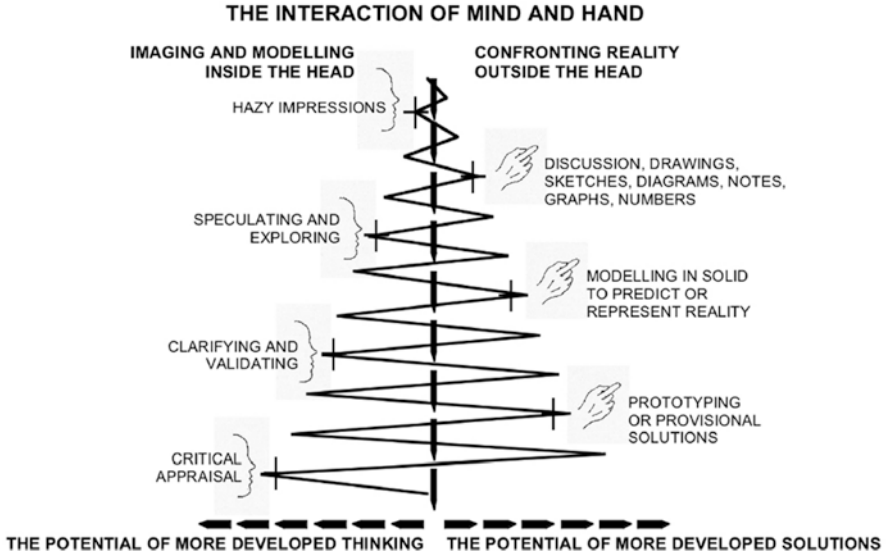 THE INTERACTION OF MIND AND HAND
IMAGING AND MODELLING
INSIDE THE HEAD
CONFRONTING REALITY
OUTSIDE THE HEAD
HAZY IMPRESSIONS
DISCUSSION, DRAWINGS,
SKETCHES, DIAGRAMS, NOTES,
GRAPHS, NUMBERS
SPECULATING AND
EXPLORING
MODELLING IN SOLID
TO PREDICT OR
REPRESENT REALITY
CLARIFYING AND
VALIDATING
PROTOTYPING
OR PROVISIONAL
SOLUTIONS
CRITICAL
APPRAISAL
THE POTENTIAL OF MORE DEVELOPED THINKING
THE POTENTIAL OF MORE DEVELOPED SOLUTIONS